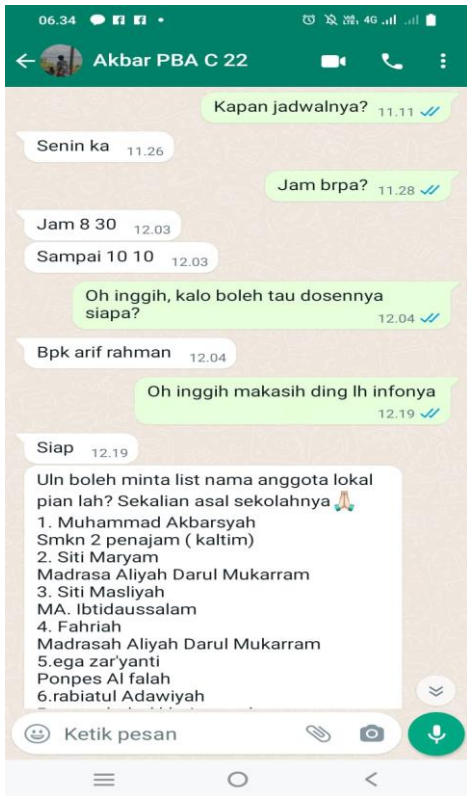 06.34
4G
Akbar PBA C 22
Kapan jadwalnya? 11.11
Senin ka 11.26
Jam brpa? 11.28
Jam 8 30 12.03
Sampai 10 10 12.03
Oh inggih, kalo boleh tau dosennya
siapa?
12.04
Bpk arif rahman 12.04
Oh inggih makasih ding lh infonya
12.19
Siap 12.19
Uln boleh minta list nama anggota lokal
pian lah? Sekalian asal sekolahnya 🙏🏻
1. Muhammad Akbarsyah
Smkn 2 penajam ( kaltim)
2. Siti Maryam
Madrasa Aliyah Darul Mukarram
3. Siti Masliyah
MA. Ibtidaussalam
4. Fahriah
Madrasah Aliyah Darul Mukarram
5.ega zar'yanti
Ponpes Al falah
6.rabiatul Adawiyah
Ketik pesan